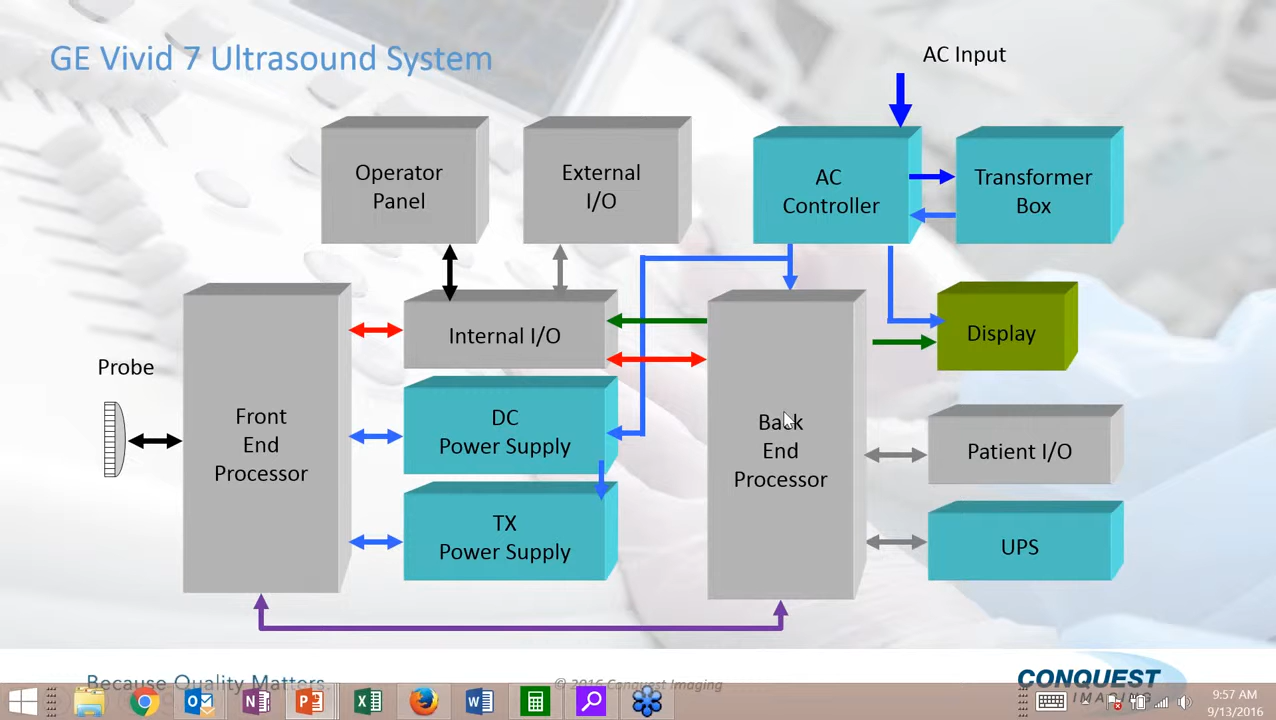 GE Vivid 7 Ultrasound System
AC Input
Operator
Panel
External
I/O
AC
Controller
Transformer
Box
Internal I/O
Display
Probe
Front
End
Processor
DC
Power Supply
Back
End
Processor
Patient I/O
TX
Power Supply
UPS
Because Quality Matters.
© 2016 Conquest Imaging
CONQUEST
IMAGING
9:57 AM
9/13/2016